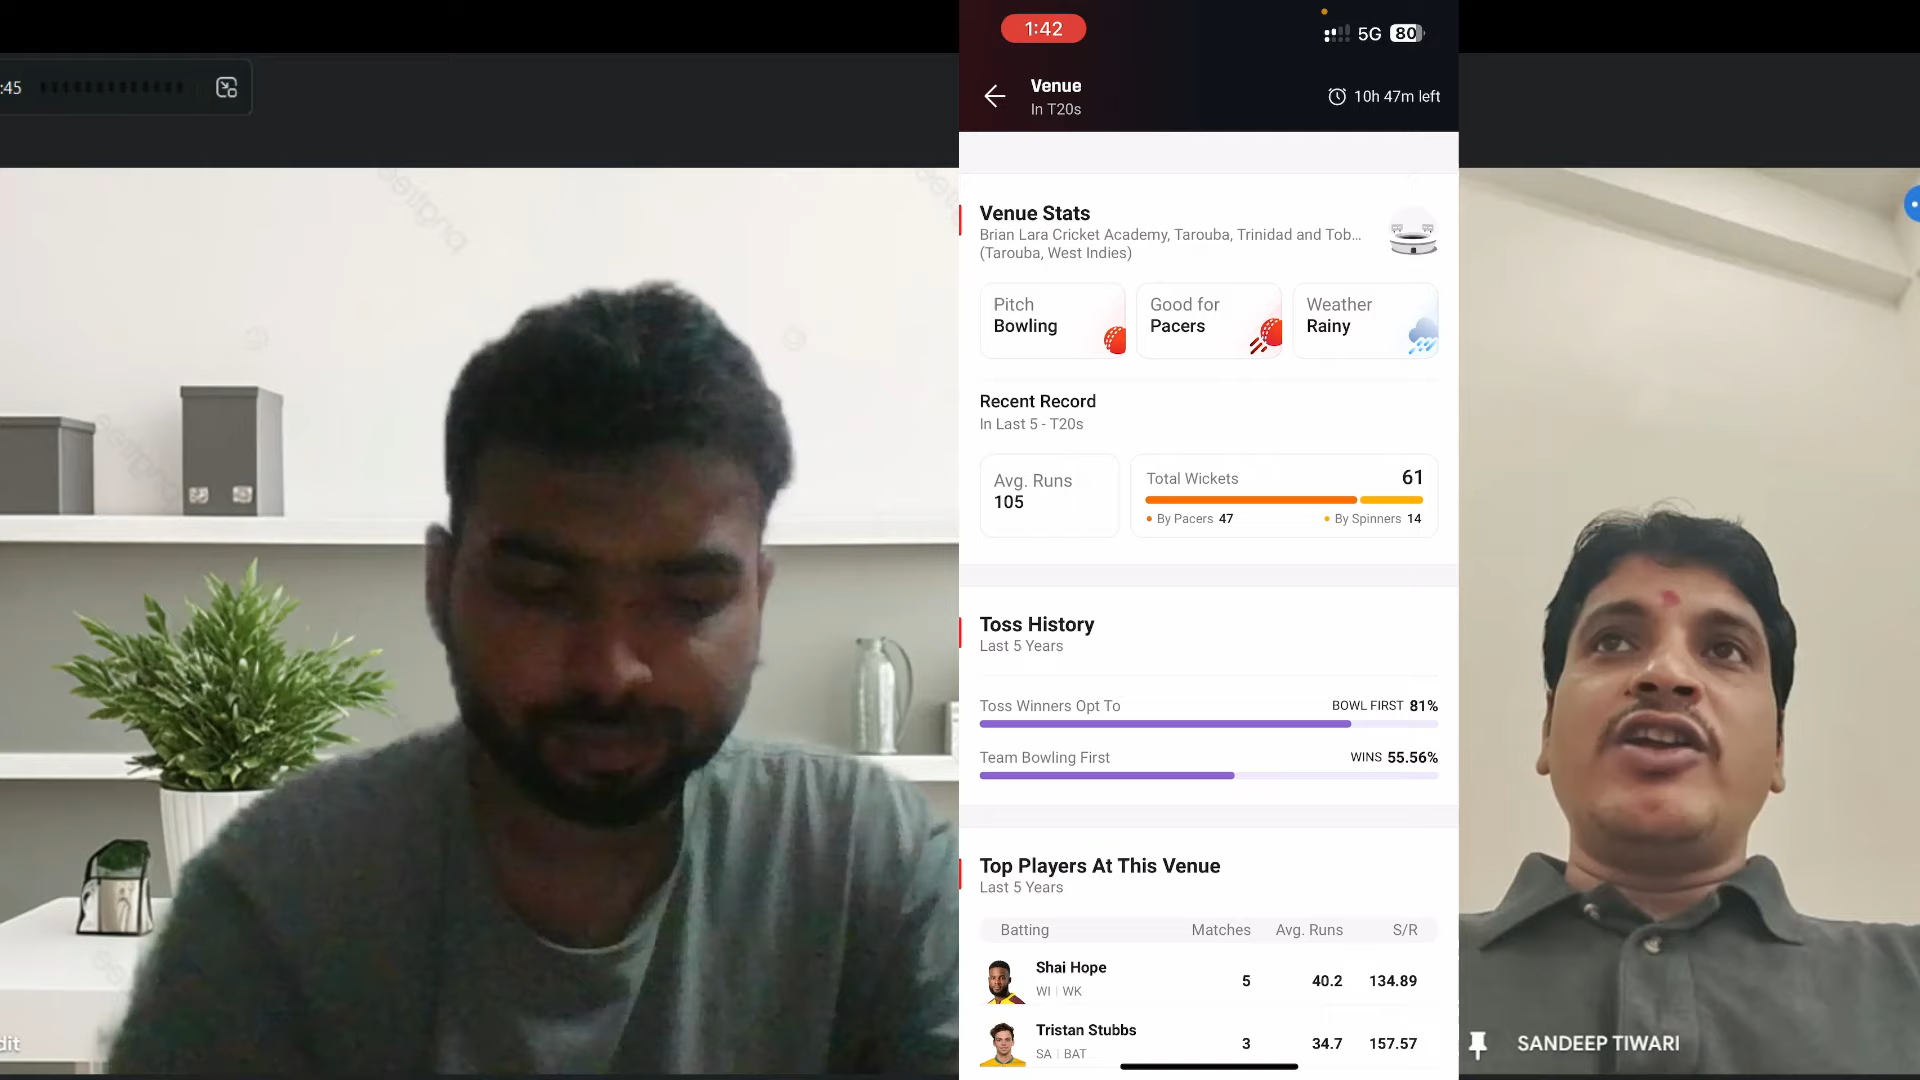 :45
1:42
5G 80
Venue
In T20s
10h 47m left
Venue Stats
Brian Lara Cricket Academy, Tarouba, Trinidad and Tob...
(Tarouba, West Indies)
Pitch
Bowling
Good for
Pacers
Weather
Rainy
Recent Record
In Last 5 - T20s
Avg. Runs
105
Total Wickets 61
By Pacers 47
By Spinners 14
Toss History
Last 5 Years
Toss Winners Opt To BOWL FIRST 81%
Team Bowling First WINS 55.56%
Top Players At This Venue
Last 5 Years
Batting Matches Avg. Runs S/R
Shai Hope
WI | WK
5 40.2 134.89
Tristan Stubbs
SA | BAT
3 34.7 157.57
dit
SANDEEP TIWARI